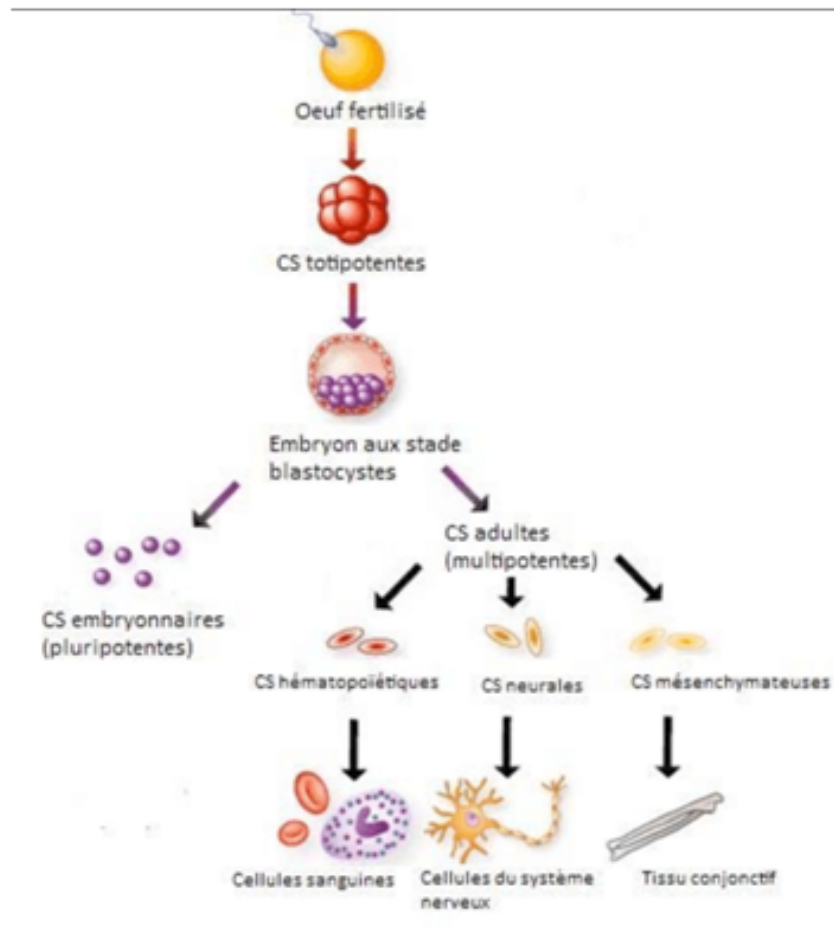 Oeuf fertilisé
CS totipotentes
Embryon aux stade
blastocystes
CS adultes
(multipotentes)
CS embryonnaires
(pluripotentes)
CS hématopoïétiques
CS neurales
CS mésenchymateuses
Cellules sanguines
Cellules du système
nerveux
Tissu conjonctif